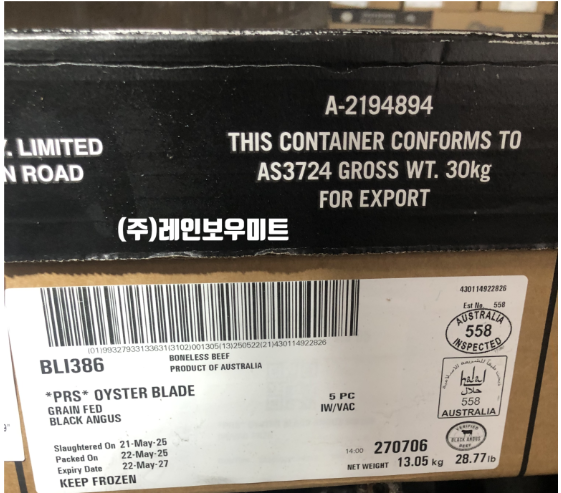 A-2194894
Y. LIMITED
THIS CONTAINER CONFORMS TO
N ROAD
AS3724 GROSS WT. 30kg
FOR EXPORT
(주)레인보우미트
430114922826
(01)99327933133631(3102)001305(13)250522(21)430114922826
Est No. 558
AUSTRALIA
558
INSPECTED
BONELESS BEEF
BLI386
PRODUCT OF AUSTRALIA
*PRS* OYSTER BLADE
5 PC
GRAIN FED
IW/VAC
BLACK ANGUS
halal
حلال
558
AUSTRALIA
CERTIFIED
BLACK ANGUS
BEEF
Slaughtered On 21-May-25
Packed On 22-May-25
14:00 270706
Expiry Date 22-May-27
NET WEIGHT 13.05 kg 28.77lb
KEEP FROZEN